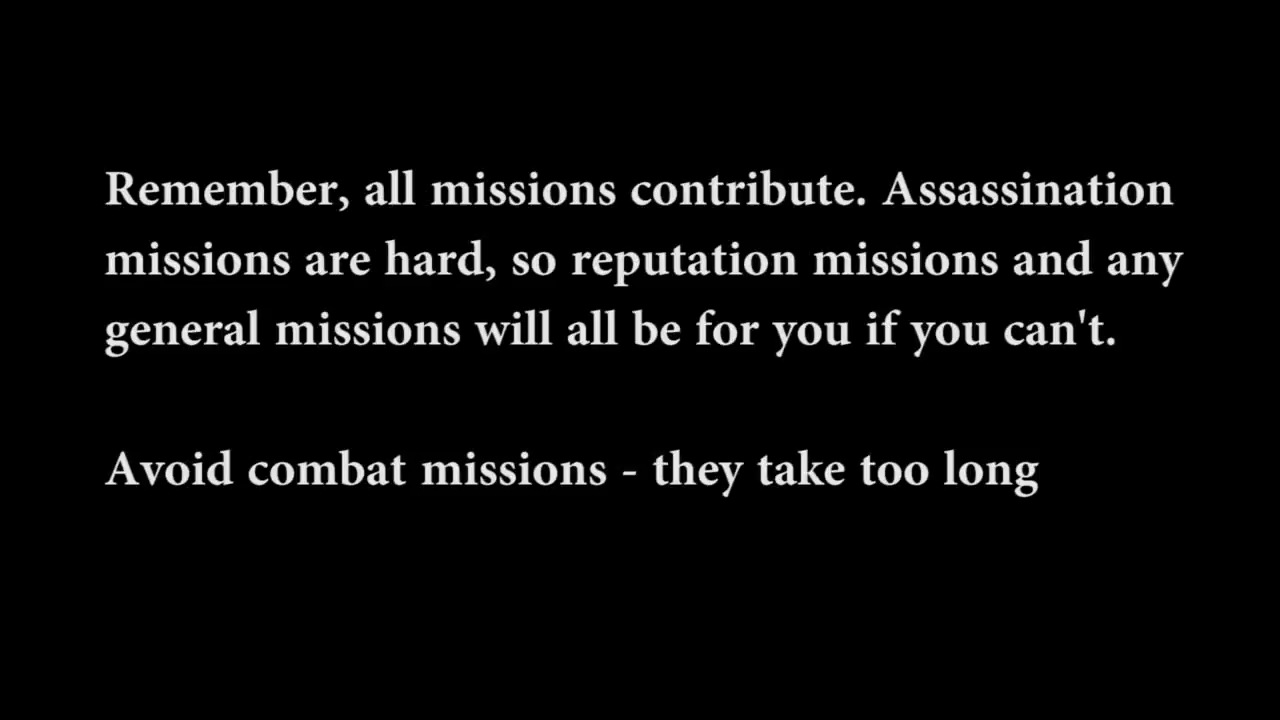 Remember, all missions contribute. Assassination
missions are hard, so reputation missions and any
general missions will all be for you if you can't.
Avoid combat missions - they take too long